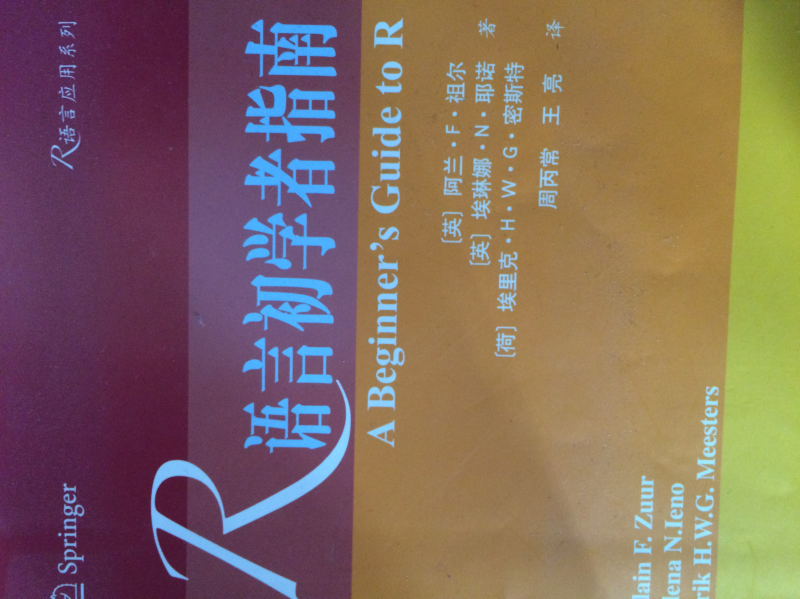 R语言应用系列
R语言初学者指南
A Beginner's Guide to R
[英] 阿兰·F·祖尔
[英] 埃琳娜·N·耶诺 著
[荷] 埃里克·H·W·G·密斯特
周丙常 王亮 译
lain F. Zuur
lena N.Ieno
rik H.W.G. Meesters
Springer